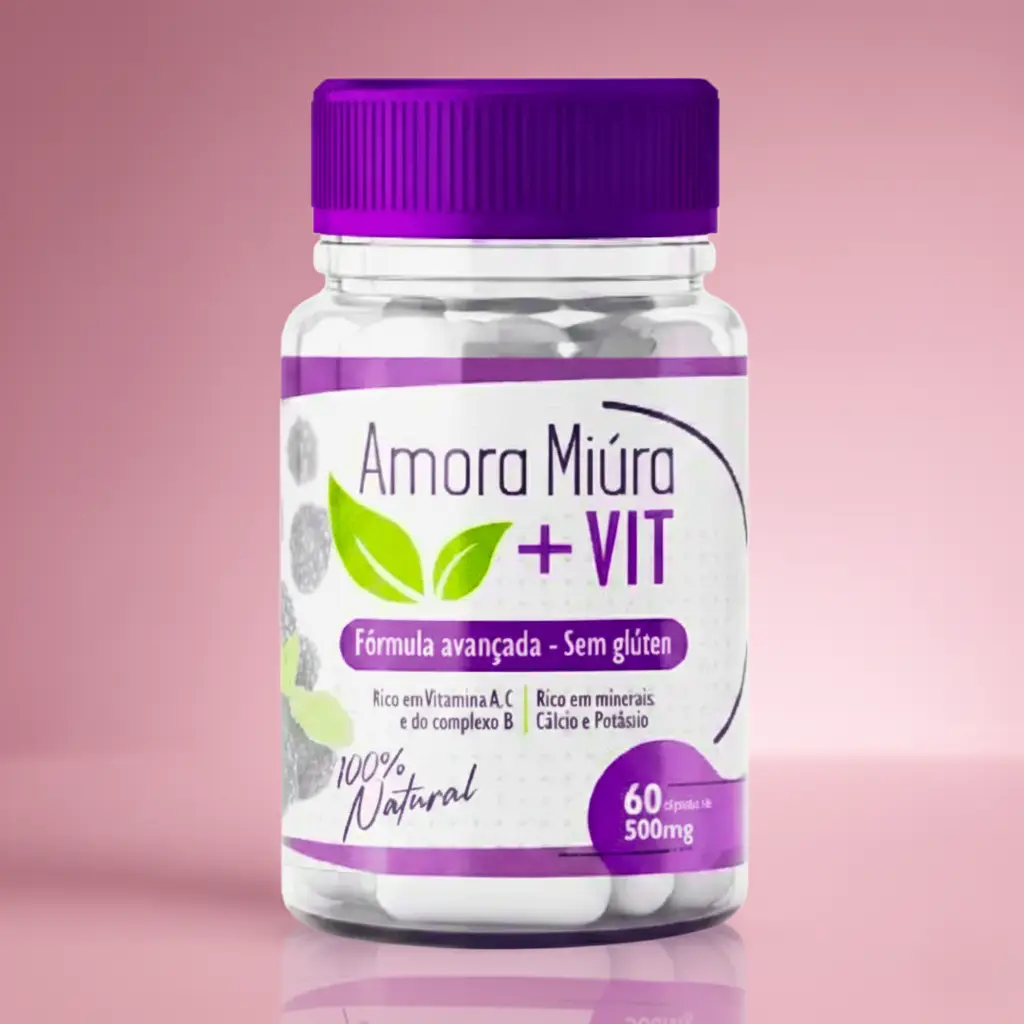 Amora Miúra
+ VIT
Fórmula avançada - Sem glúten
Rico em Vitamina A, C
e do complexo B
Rico em minerais
Cálcio e Potássio
100%
Natural
60
500mg